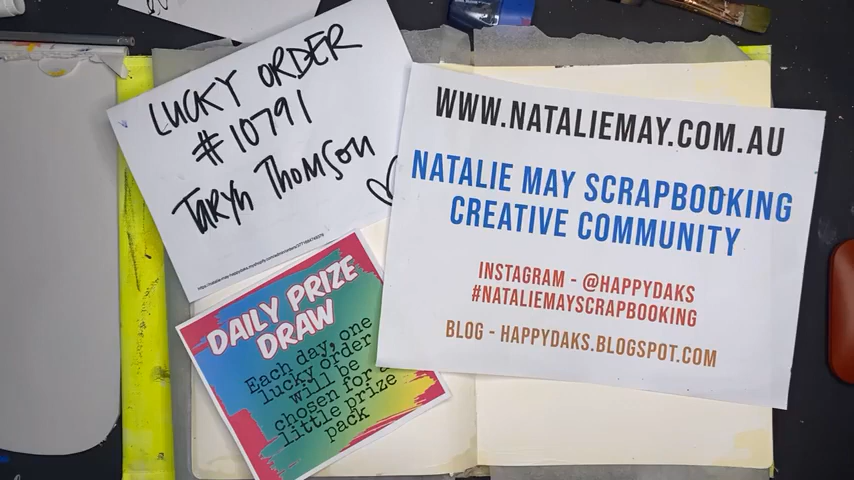 LUCKY ORDER
#10791
Taryn Thomson
WWW.NATALIEMAY.COM.AU
NATALIE MAY SCRAPBOOKING
CREATIVE COMMUNITY
INSTAGRAM - @HAPPYDAKS
#NATALIEMAYSCRAPBOOKING
BLOG - HAPPYDAKS.BLOGSPOT.COM
DAILY PRIZE
DRAW
Each day, one
lucky order
will be
chosen for a
little prize
pack